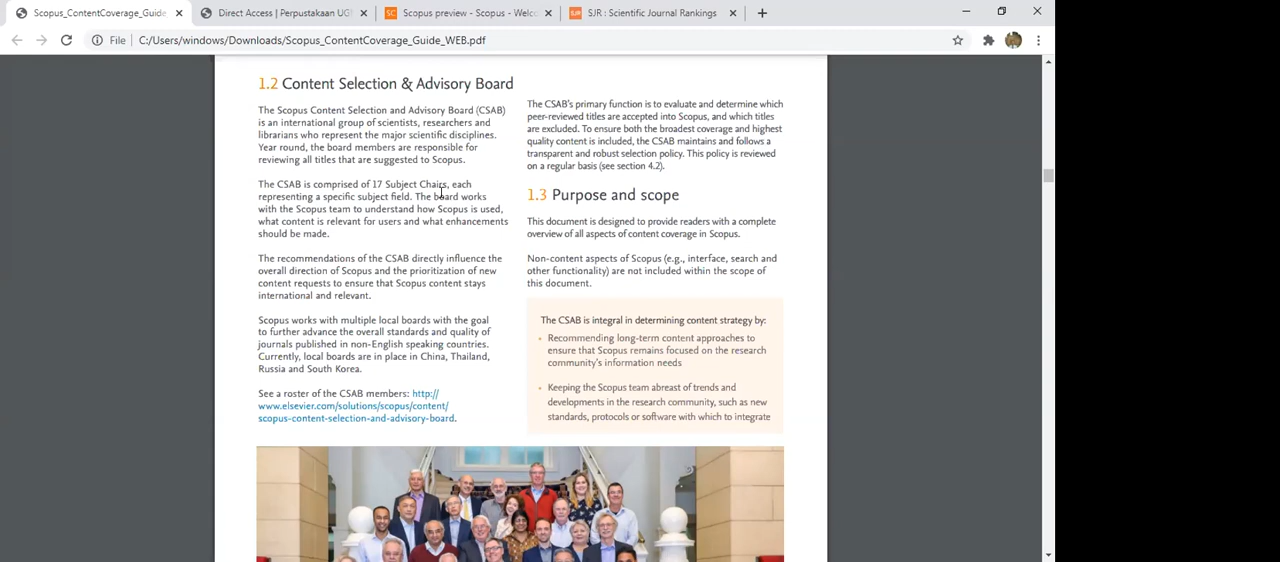 Scopus_ContentCoverage_Guide
Direct Access | Perpustakaan UG
SC Scopus preview - Scopus - Welc
SJR SJR : Scientific Journal Rankings
File C:/Users/windows/Downloads/Scopus_ContentCoverage_Guide_WEB.pdf
1.2 Content Selection & Advisory Board
The Scopus Content Selection and Advisory Board (CSAB)
is an international group of scientists, researchers and
librarians who represent the major scientific disciplines.
Year round, the board members are responsible for
reviewing all titles that are suggested to Scopus.
The CSAB is comprised of 17 Subject Chairs, each
representing a specific subject field. The board works
with the Scopus team to understand how Scopus is used,
what content is relevant for users and what enhancements
should be made.
The recommendations of the CSAB directly influence the
overall direction of Scopus and the prioritization of new
content requests to ensure that Scopus content stays
international and relevant.
Scopus works with multiple local boards with the goal
to further advance the overall standards and quality of
journals published in non-English speaking countries.
Currently, local boards are in place in China, Thailand,
Russia and South Korea.
See a roster of the CSAB members: http://
www.elsevier.com/solutions/scopus/content/
scopus-content-selection-and-advisory-board.
The CSAB's primary function is to evaluate and determine which
peer-reviewed titles are accepted into Scopus, and which titles
are excluded. To ensure both the broadest coverage and highest
quality content is included, the CSAB maintains and follows a
transparent and robust selection policy. This policy is reviewed
on a regular basis (see section 4.2).
1.3 Purpose and scope
This document is designed to provide readers with a complete
overview of all aspects of content coverage in Scopus.
Non-content aspects of Scopus (e.g., interface, search and
other functionality) are not included within the scope of
this document.
The CSAB is integral in determining content strategy by:
• Recommending long-term content approaches to
ensure that Scopus remains focused on the research
community's information needs
• Keeping the Scopus team abreast of trends and
developments in the research community, such as new
standards, protocols or software with which to integrate